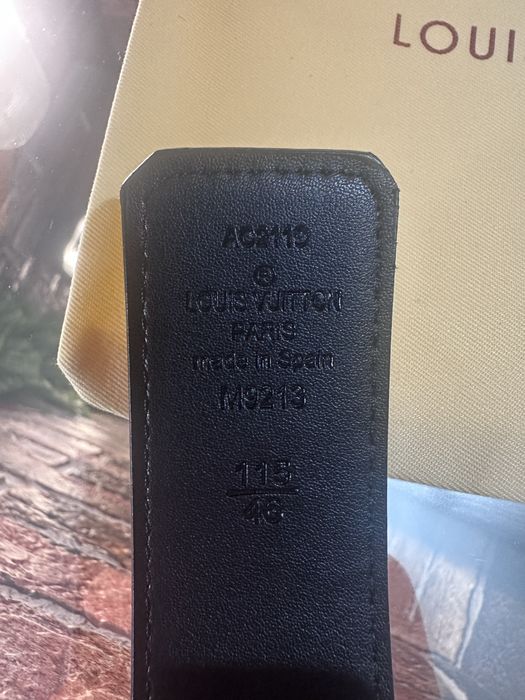 LOUI
AC2119
R
LOUIS VUITTON
PARIS
made in Spain
M9213
115
46